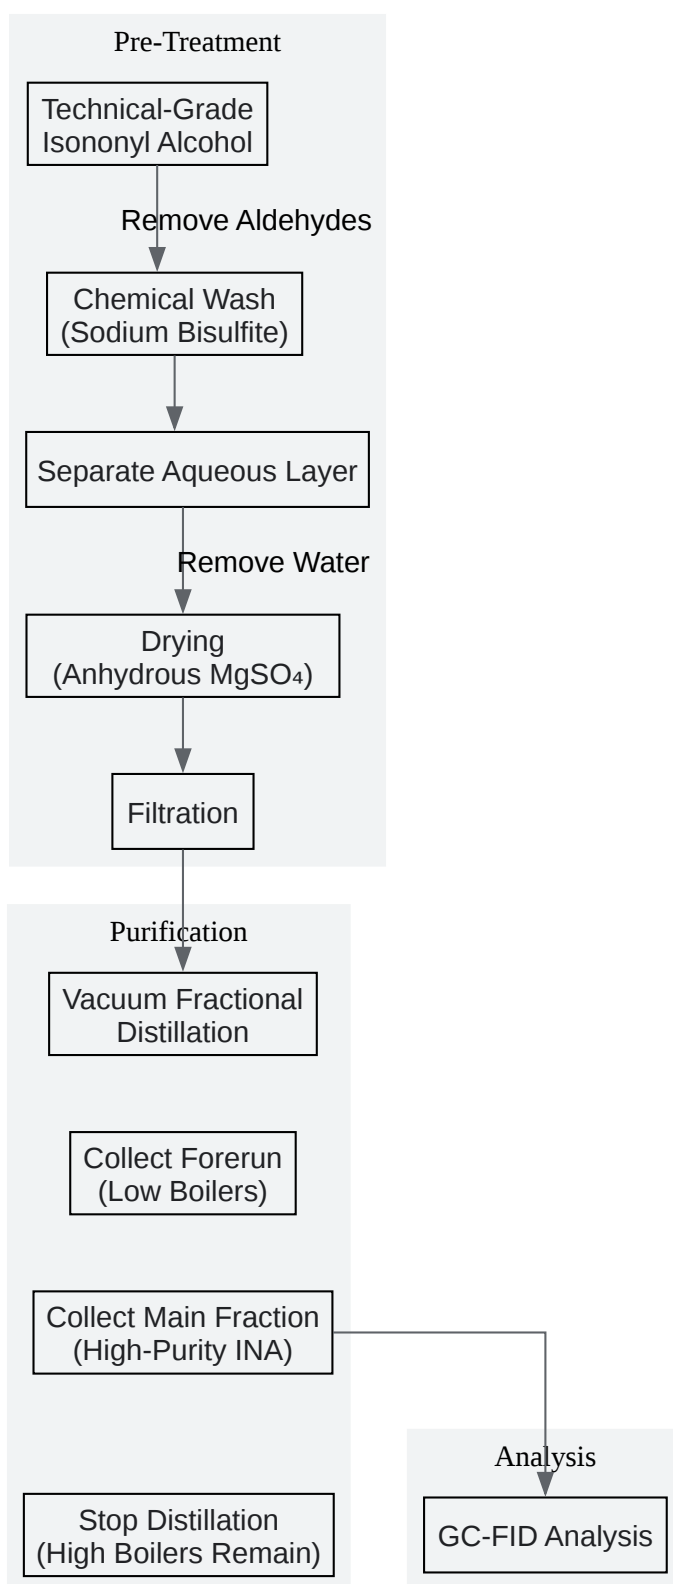 Pre-Treatment
Technical-Grade
Isononyl Alcohol
Remove Aldehydes
Chemical Wash
(Sodium Bisulfite)
Separate Aqueous Layer
Remove Water
Drying
(Anhydrous MgSO₄)
Filtration
Purification
Vacuum Fractional
Distillation
Collect Forerun
(Low Boilers)
Collect Main Fraction
(High-Purity INA)
Analysis
GC-FID Analysis
Stop Distillation
(High Boilers Remain)